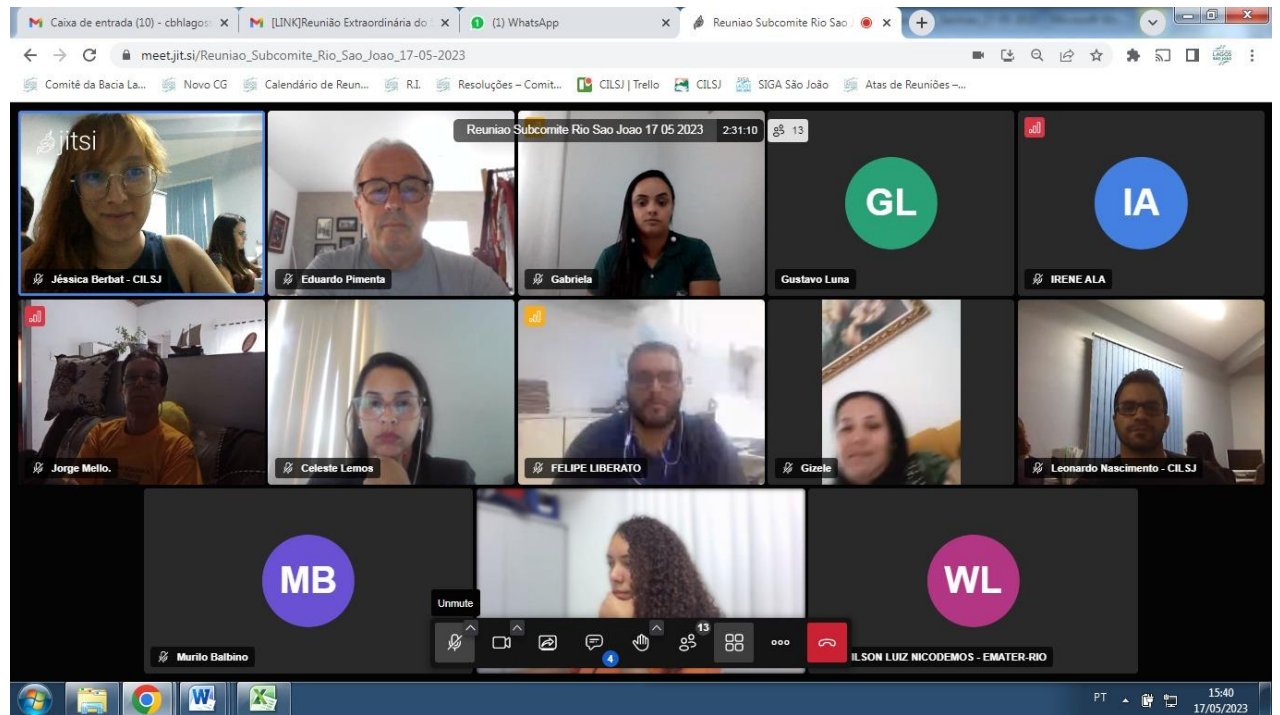 Caixa de entrada (10) - cbhlagos
[LINK]Reunião Extraordinária do
(1) WhatsApp
Reuniao Subcomite Rio Sao
meet.jit.si/Reuniao_Subcomite_Rio_Sao_Joao_17-05-2023
Comitê da Bacia La...
Novo CG
Calendário de Reun...
R.I.
Resoluções – Comit...
CILSJ | Trello
CILSJ
SIGA São João
Atas de Reuniões –...
jitsi
Reuniao Subcomite Rio Sao Joao 17 05 2023
2:31:10
13
GL
IA
Jéssica Berbat - CILSJ
Eduardo Pimenta
Gabriela
Gustavo Luna
IRENE ALA
Jorge Mello.
Celeste Lemos
FELIPE LIBERATO
Gizele
Leonardo Nascimento - CILSJ
MB
WL
Unmute
13
4
Murilo Balbino
ILSON LUIZ NICODEMOS - EMATER-RIO
PT
15:40
17/05/2023